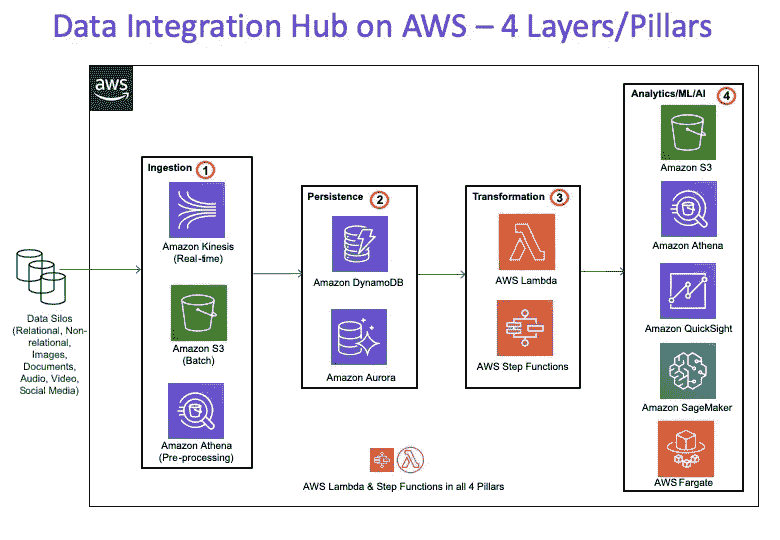 Data Integration Hub on AWS – 4 Layers/Pillars
aws
Data Silos
(Relational, Non-
relational,
Images,
Documents,
Audio, Video,
Social Media)
Ingestion 1
Amazon Kinesis
(Real-time)
Amazon S3
(Batch)
Amazon Athena
(Pre-processing)
Persistence 2
Amazon DynamoDB
Amazon Aurora
Transformation 3
AWS Lambda
AWS Step Functions
Analytics/ML/AI 4
Amazon S3
Amazon Athena
Amazon QuickSight
Amazon SageMaker
AWS Fargate
AWS Lambda & Step Functions in all 4 Pillars